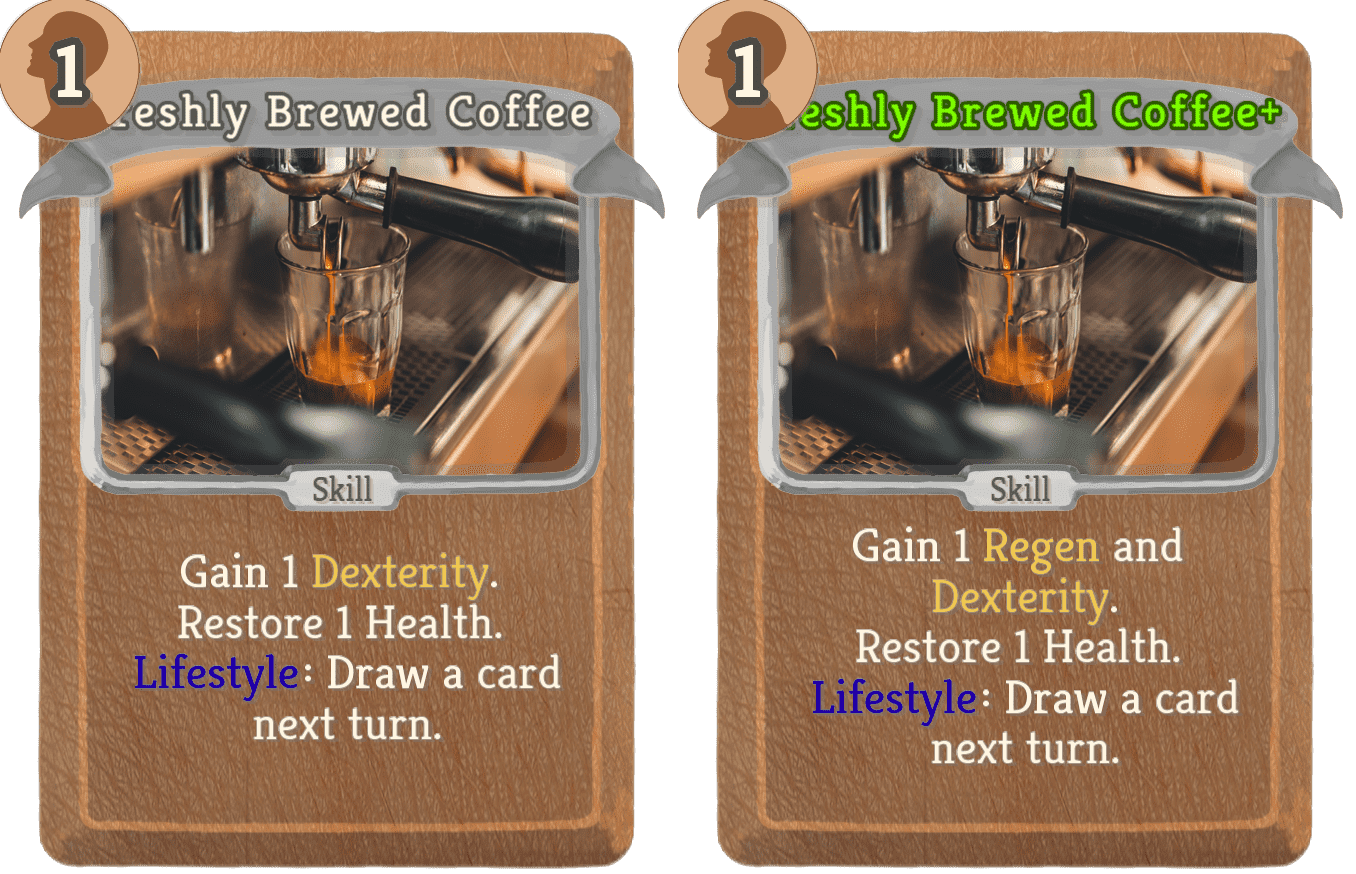 1
reshly Brewed Coffee
Skill
Gain 1 Dexterity.
Restore 1 Health.
Lifestyle: Draw a card
next turn.
1
eshly Brewed Coffee+
Skill
Gain 1 Regen and
Dexterity.
Restore 1 Health.
Lifestyle: Draw a card
next turn.